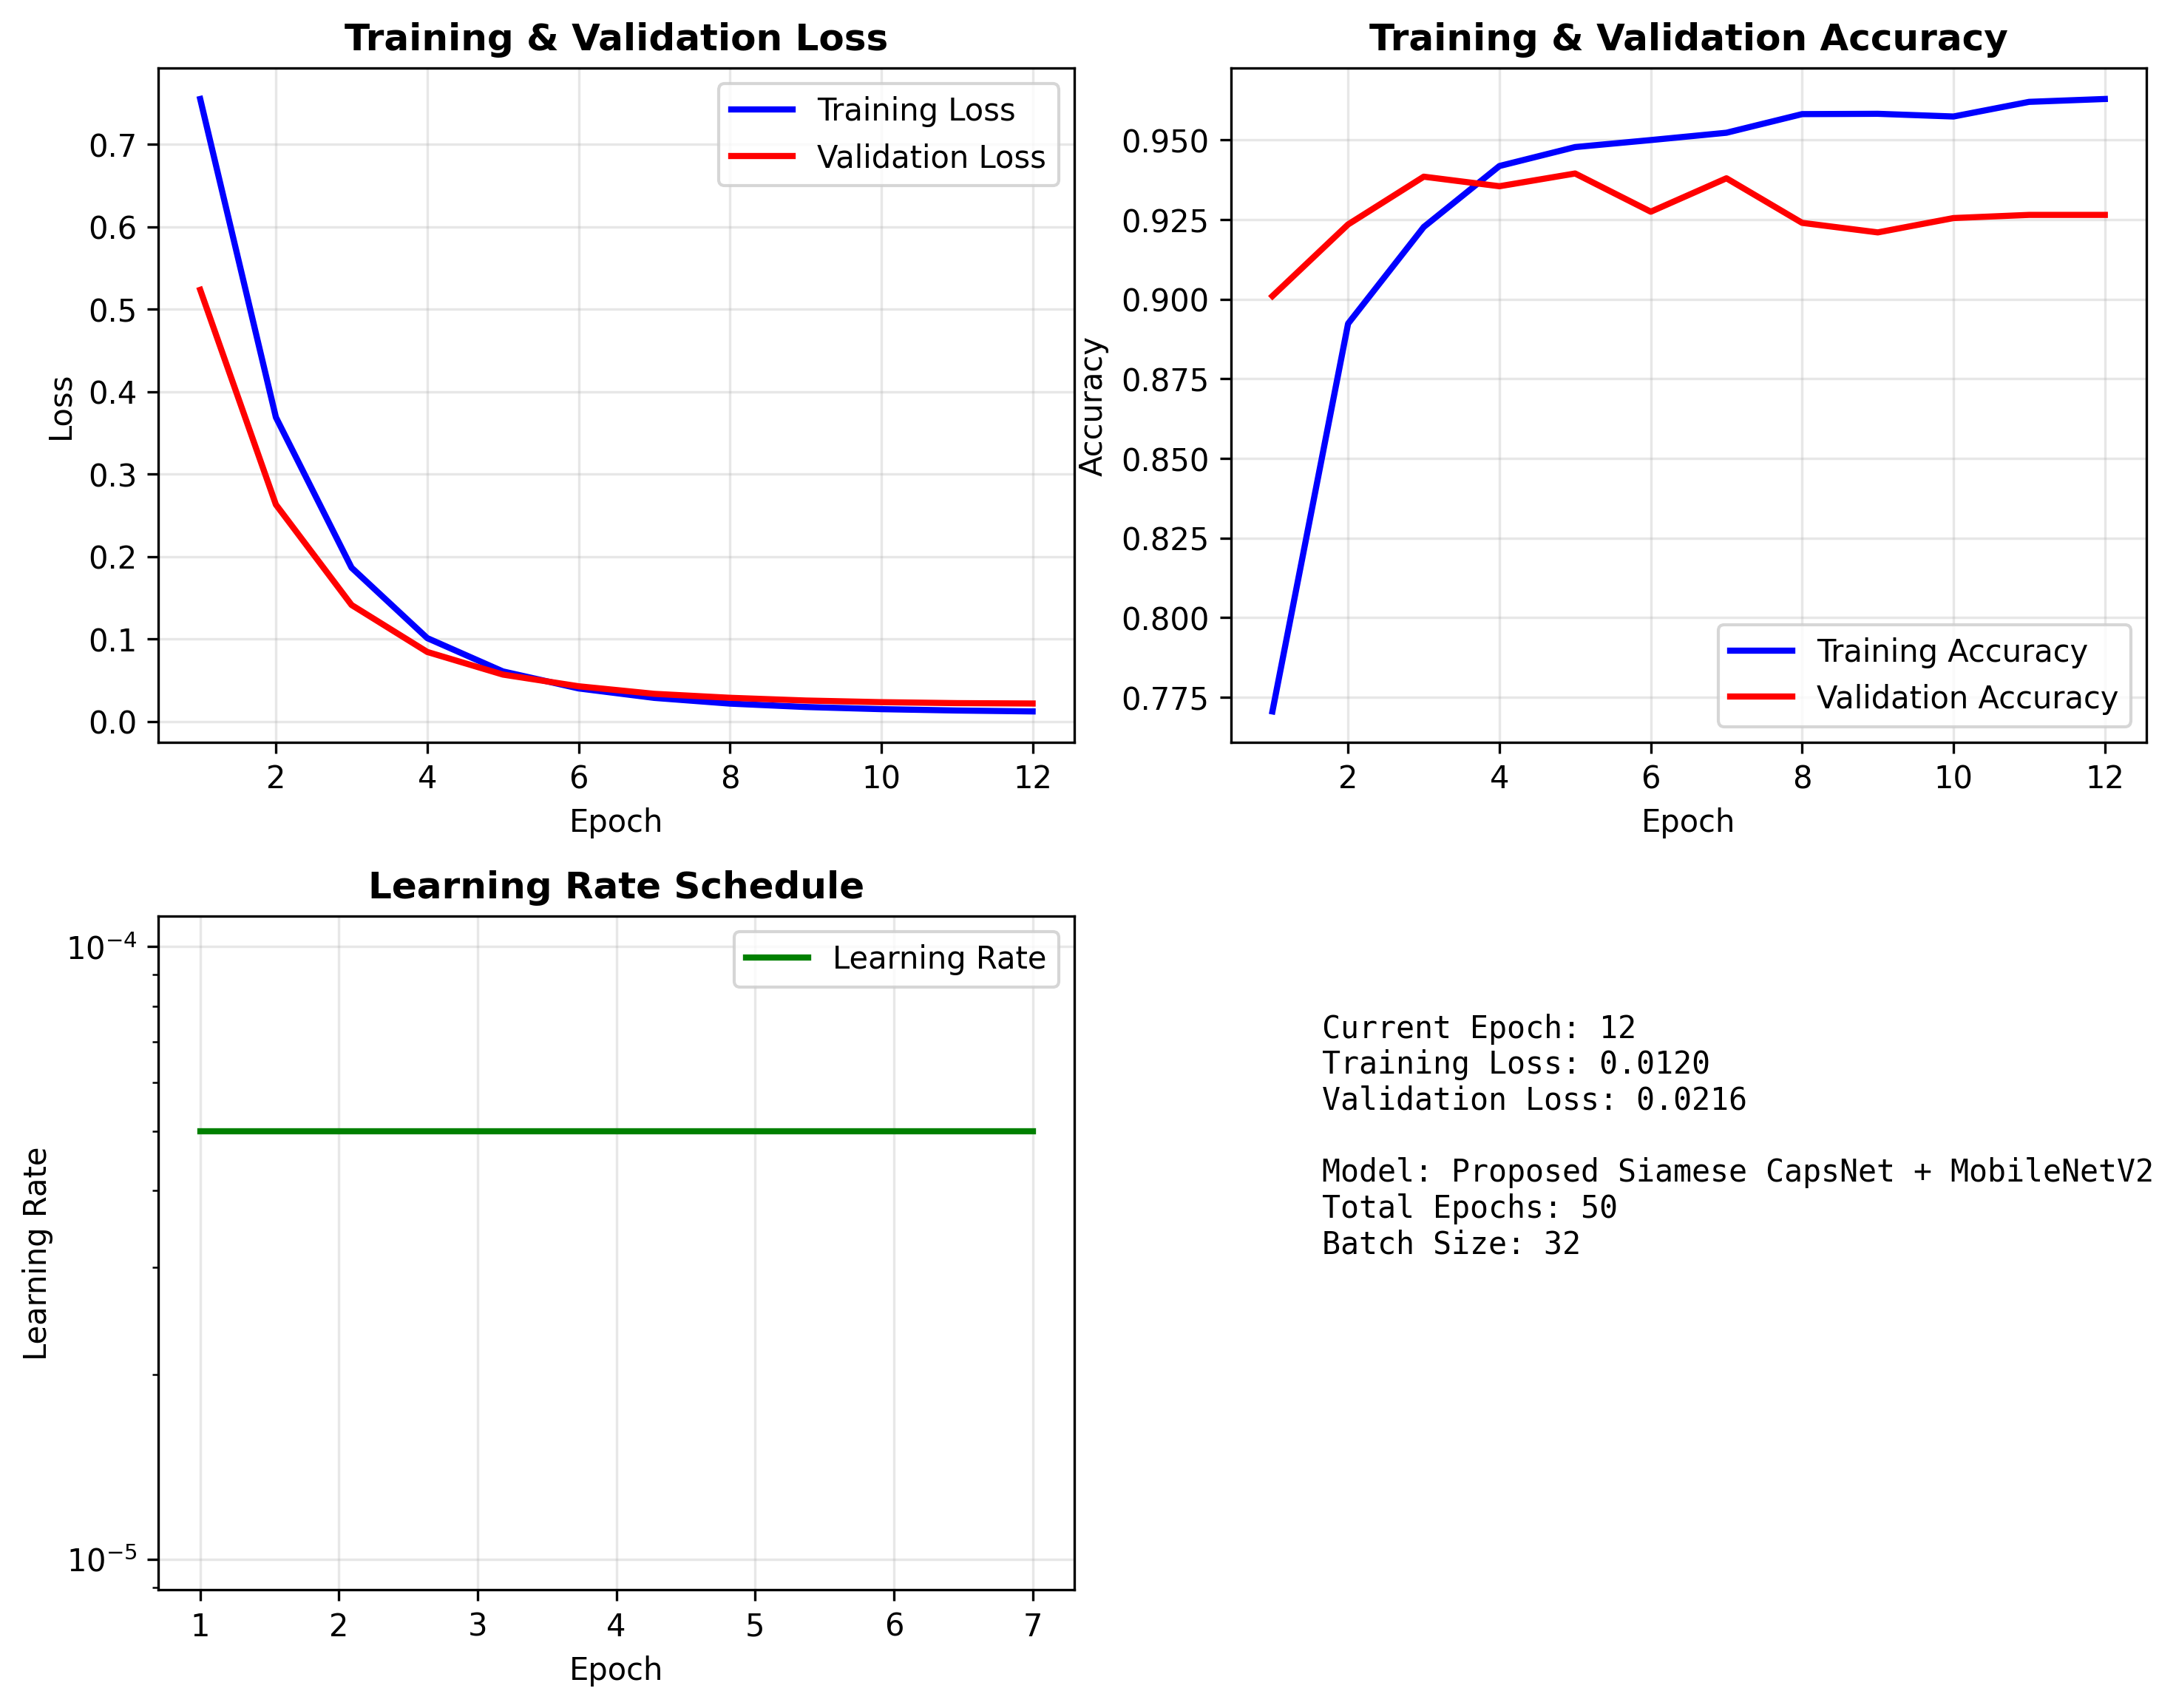 Training & Validation Loss
Training Loss
Validation Loss
0.7
0.6
0.5
0.4
0.3
0.2
0.1
0.0
Loss
2 4 6 8 10 12
Epoch
Training & Validation Accuracy
0.950
0.925
0.900
0.875
0.850
0.825
0.800
0.775
Accuracy
Training Accuracy
Validation Accuracy
2 4 6 8 10 12
Epoch
Learning Rate Schedule
Learning Rate
10⁻⁴
10⁻⁵
Learning Rate
1 2 3 4 5 6 7
Epoch
Current Epoch: 12
Training Loss: 0.0120
Validation Loss: 0.0216
Model: Proposed Siamese CapsNet + MobileNetV2
Total Epochs: 50
Batch Size: 32